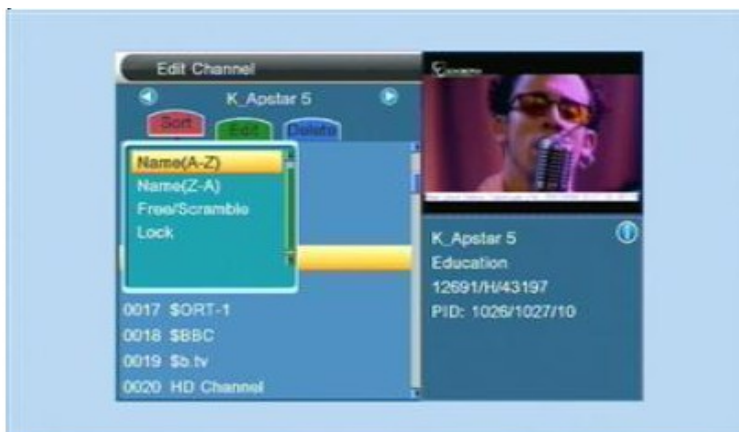 Edit Channel
K_Apstar 5
Sort Edit Delete
Name(A-Z)
Name(Z-A)
Free/Scramble
Lock
0017 $ORT-1
0018 $BBC
0019 $b.tv
0020 HD Channel
K_Apstar 5
Education
12691/H/43197
PID: 1026/1027/10